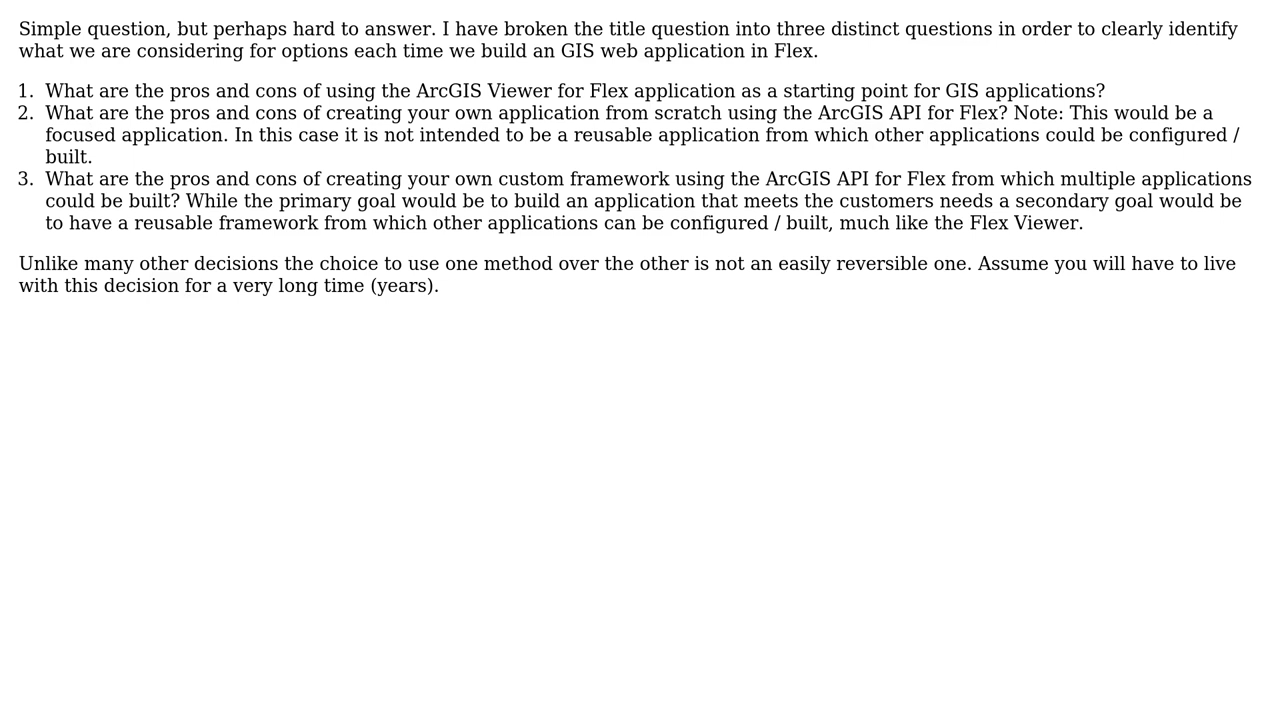 Simple question, but perhaps hard to answer. I have broken the title question into three distinct questions in order to clearly identify
what we are considering for options each time we build an GIS web application in Flex.
1. What are the pros and cons of using the ArcGIS Viewer for Flex application as a starting point for GIS applications?
2. What are the pros and cons of creating your own application from scratch using the ArcGIS API for Flex? Note: This would be a
focused application. In this case it is not intended to be a reusable application from which other applications could be configured /
built.
3. What are the pros and cons of creating your own custom framework using the ArcGIS API for Flex from which multiple applications
could be built? While the primary goal would be to build an application that meets the customers needs a secondary goal would be
to have a reusable framework from which other applications can be configured / built, much like the Flex Viewer.
Unlike many other decisions the choice to use one method over the other is not an easily reversible one. Assume you will have to live
with this decision for a very long time (years).